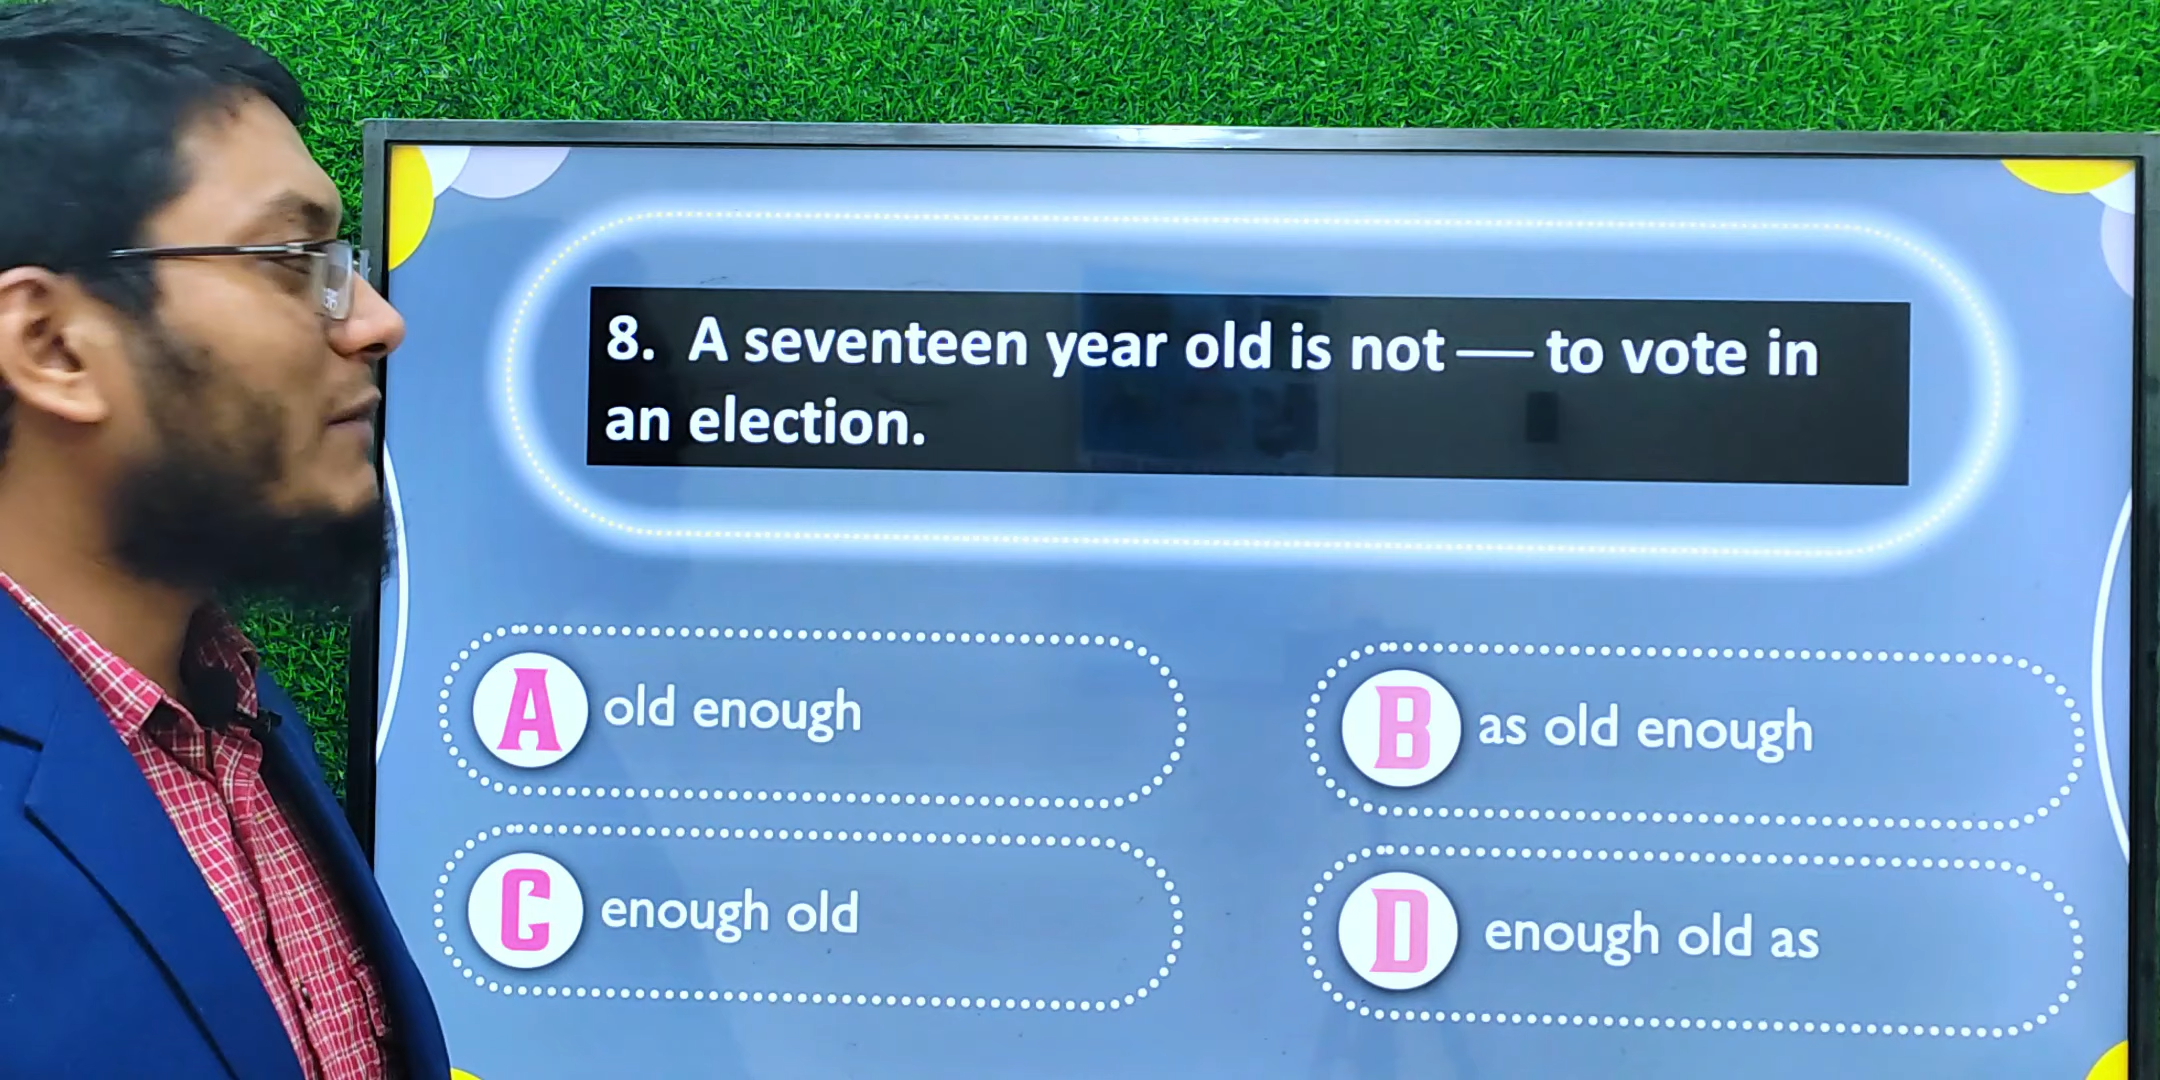 8. A seventeen year old is not — to vote in
an election.
A old enough
B as old enough
C enough old
D enough old as